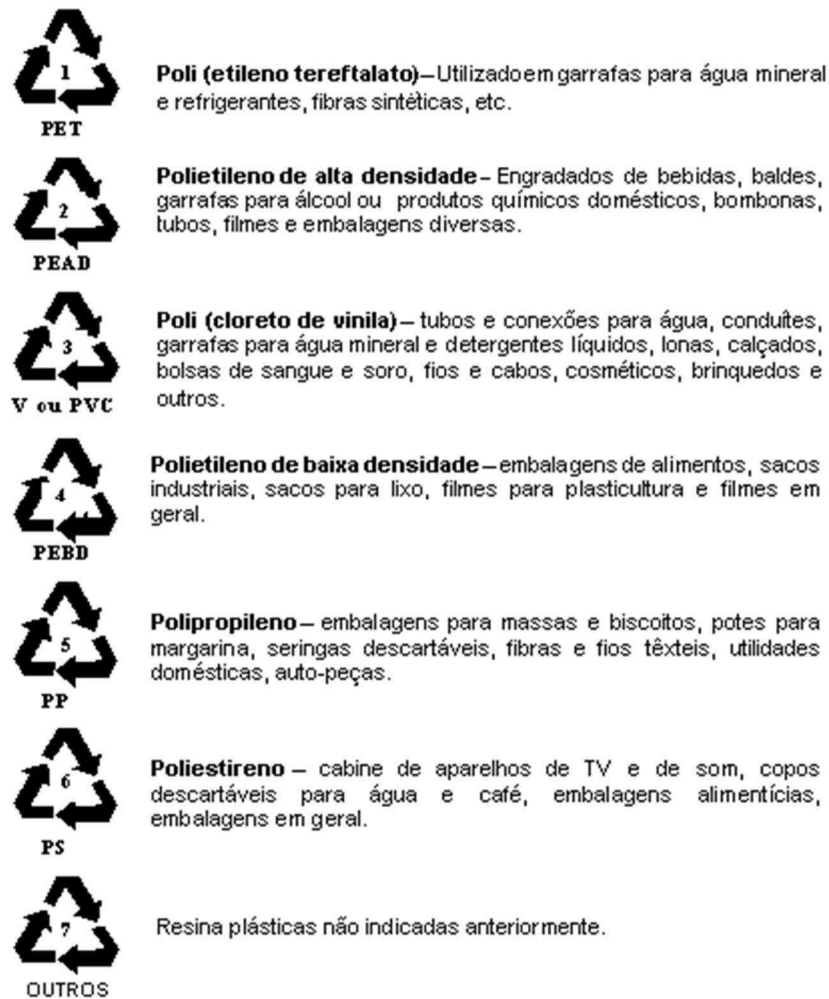 1
PET
Poli (etileno tereftalato) – Utilizado em garrafas para água mineral
e refrigerantes, fibras sintéticas, etc.
2
PEAD
Polietileno de alta densidade – Engradados de bebidas, baldes,
garrafas para álcool ou produtos químicos domésticos, bombonas,
tubos, filmes e embalagens diversas.
3
V ou PVC
Poli (cloreto de vinila) – tubos e conexões para água, conduítes,
garrafas para água mineral e detergentes líquidos, lonas, calçados,
bolsas de sangue e soro, fios e cabos, cosméticos, brinquedos e
outros.
4
PEBD
Polietileno de baixa densidade – embalagens de alimentos, sacos
industriais, sacos para lixo, filmes para plasticultura e filmes em
geral.
5
PP
Polipropileno – embalagens para massas e biscoitos, potes para
margarina, seringas descartáveis, fibras e fios têxteis, utilidades
domésticas, auto-peças.
6
PS
Poliestireno – cabine de aparelhos de TV e de som, copos
descartáveis para água e café, embalagens alimentícias,
embalagens em geral.
7
OUTROS
Resina plásticas não indicadas anteriormente.